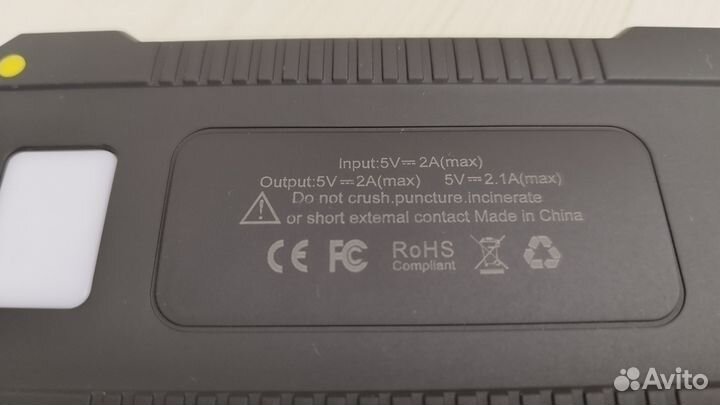 Input:5V⎓2A(max)
Output:5V⎓2A(max) 5V⎓2.1A(max)
Do not crush.puncture.incinerate
or short external contact Made in China
CE FC RoHS
Compliant
Avito